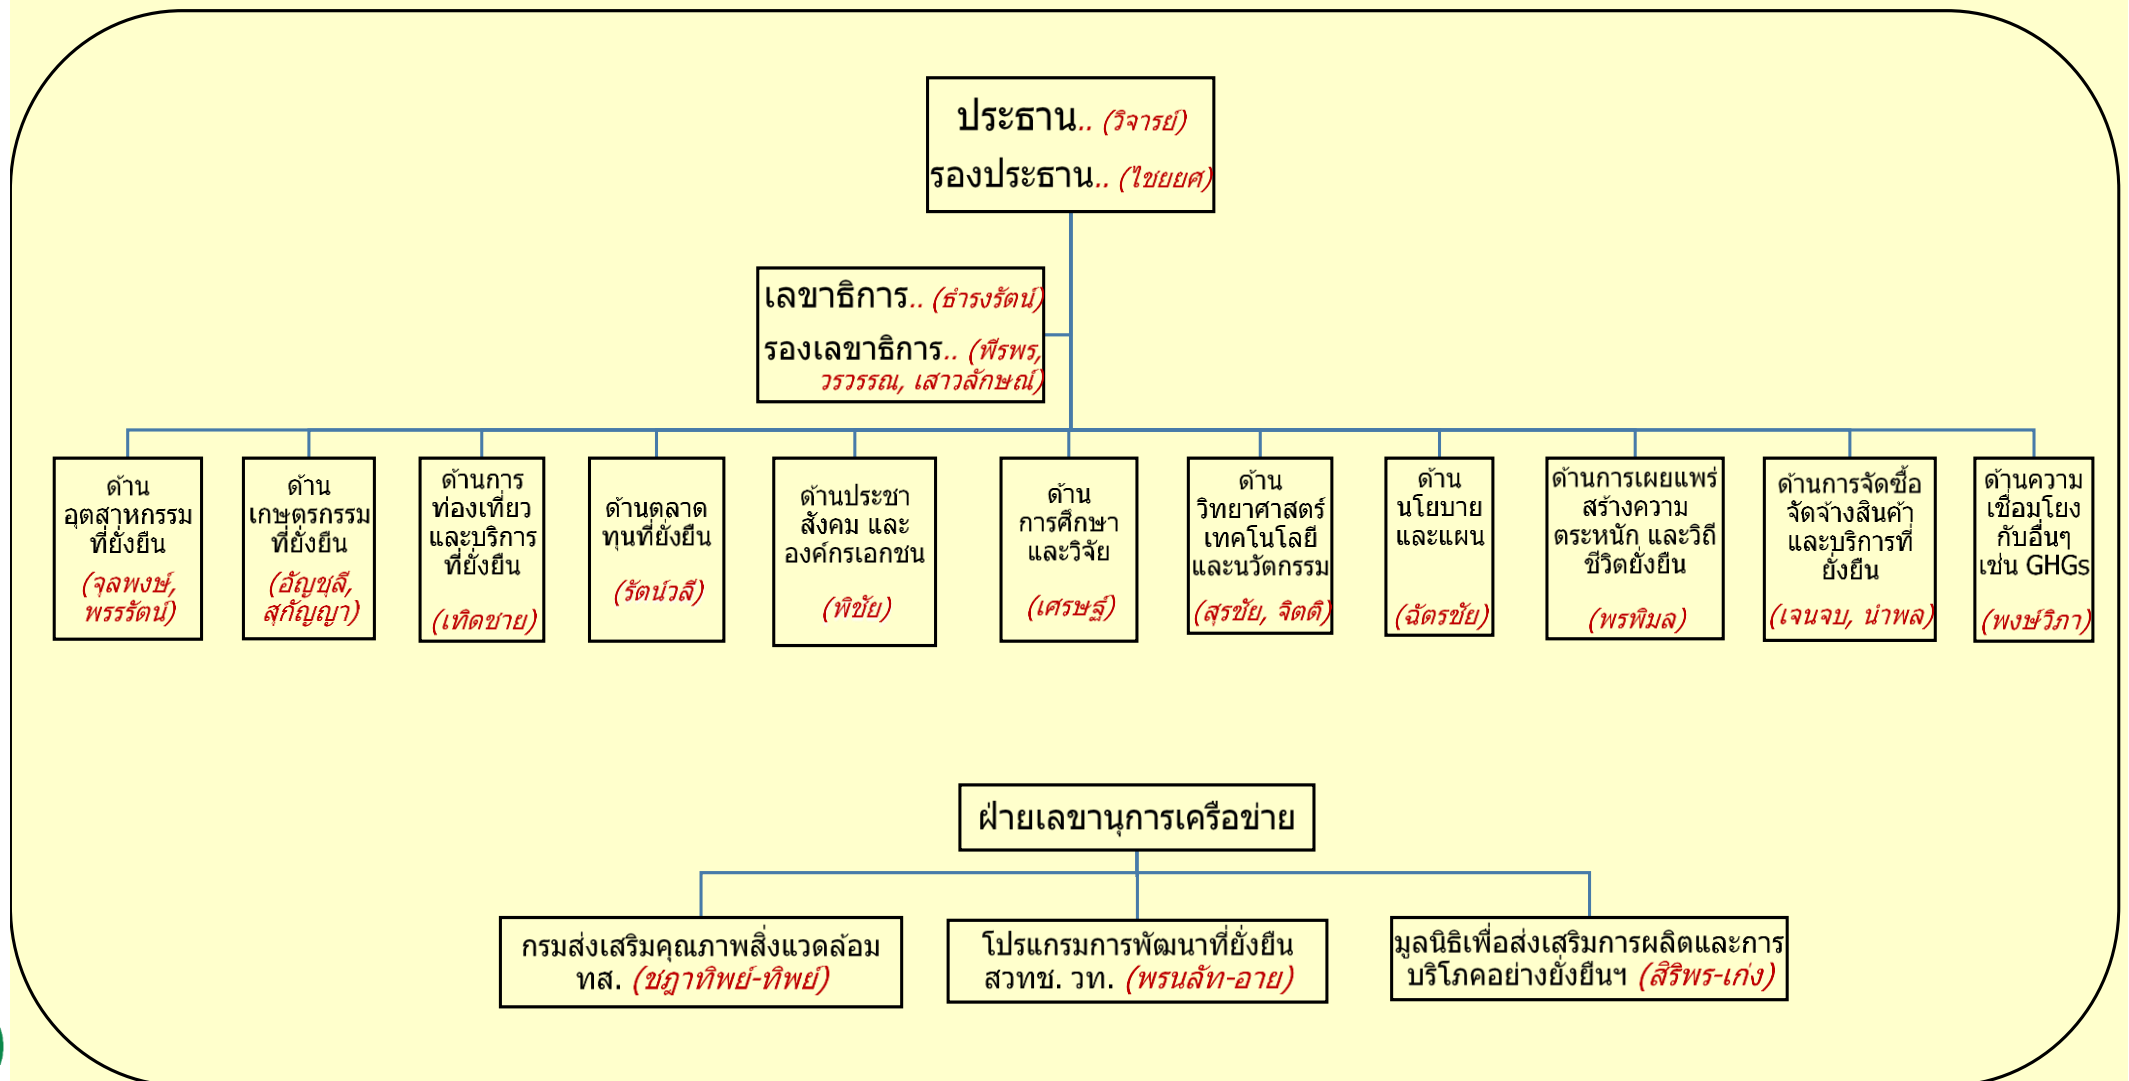 ประธาน.. (วิจารย์)
รองประธาน.. (ไชยยศ)
เลขาธิการ.. (ธำรงรัตน์)
รองเลขาธิการ.. (พีรพร,
วรวรรณ, เสาวลักษณ์)
ด้าน
อุตสาหกรรม
ที่ยั่งยืน
(จุลพงษ์,
พรรรัตน์)
ด้าน
เกษตรกรรม
ที่ยั่งยืน
(อัญชุลี,
สุกัญญา)
ด้านการ
ท่องเที่ยว
และบริการ
ที่ยั่งยืน
(เทิดชาย)
ด้านตลาด
ทุนที่ยั่งยืน
(รัตน์วลี)
ด้านประชา
สังคม และ
องค์กรเอกชน
(พิชัย)
ด้าน
การศึกษา
และวิจัย
(เศรษฐ์)
ด้าน
วิทยาศาสตร์
เทคโนโลยี
และนวัตกรรม
(สุรชัย, จิตติ)
ด้าน
นโยบาย
และแผน
(ฉัตรชัย)
ด้านการเผยแพร่
สร้างความ
ตระหนัก และวิถี
ชีวิตยั่งยืน
(พรพิมล)
ด้านการจัดซื้อ
จัดจ้างสินค้า
และบริการที่
ยั่งยืน
(เจนจบ, นำพล)
ด้านความ
เชื่อมโยง
กับอื่นๆ
เช่น GHGs
(พงษ์วิภา)
ฝ่ายเลขานุการเครือข่าย
กรมส่งเสริมคุณภาพสิ่งแวดล้อม
ทส. (ชฎาทิพย์-ทิพย์)
โปรแกรมการพัฒนาที่ยั่งยืน
สวทช. วท. (พรนลัท-อาย)
มูลนิธิเพื่อส่งเสริมการผลิตและการ
บริโภคอย่างยั่งยืนฯ (สิริพร-เก่ง)